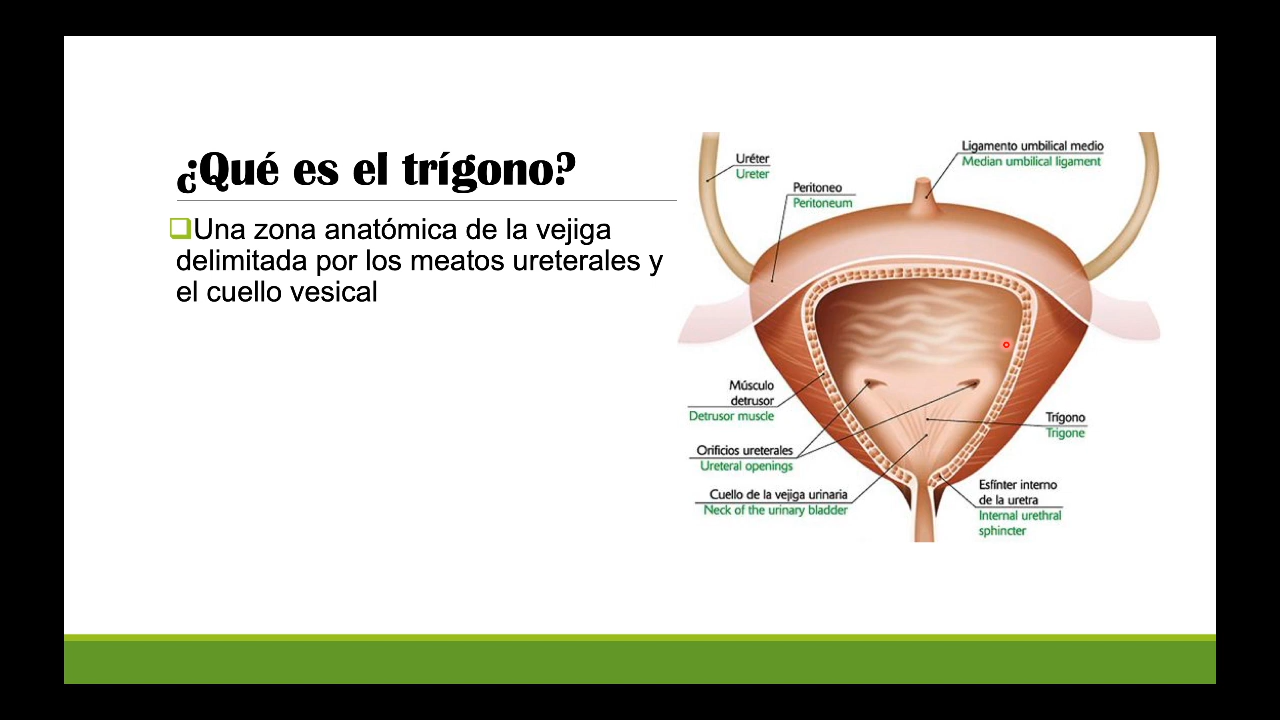 ¿Qué es el trígono?
Una zona anatómica de la vejiga
delimitada por los meatos ureterales y
el cuello vesical
Ligamento umbilical medio
Median umbilical ligament
Uréter
Ureter
Peritoneo
Peritoneum
Músculo
detrusor
Detrusor muscle
Trígono
Trigone
Orificios ureterales
Ureteral openings
Cuello de la vejiga urinaria
Neck of the urinary bladder
Esfínter interno
de la uretra
Internal urethral
sphincter